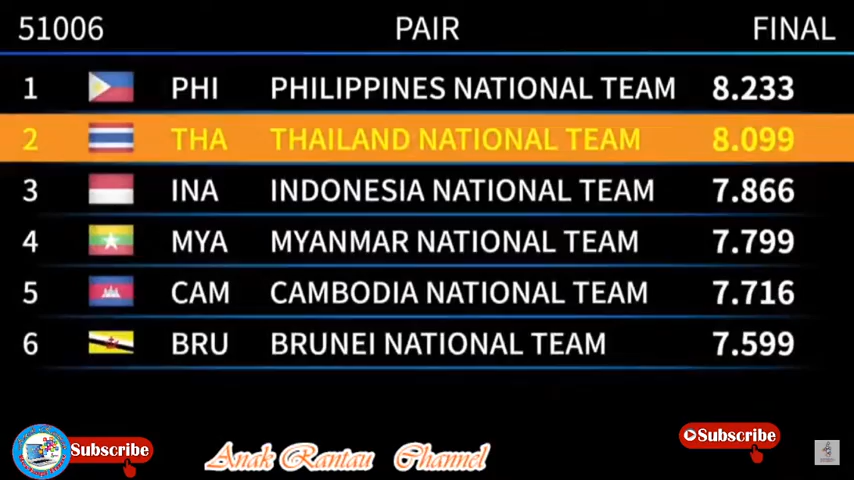 51006 PAIR FINAL
1 PHI PHILIPPINES NATIONAL TEAM 8.233
2 THA THAILAND NATIONAL TEAM 8.099
3 INA INDONESIA NATIONAL TEAM 7.866
4 MYA MYANMAR NATIONAL TEAM 7.799
5 CAM CAMBODIA NATIONAL TEAM 7.716
6 BRU BRUNEI NATIONAL TEAM 7.599
Subscribe Anak Rantau Channel Subscribe